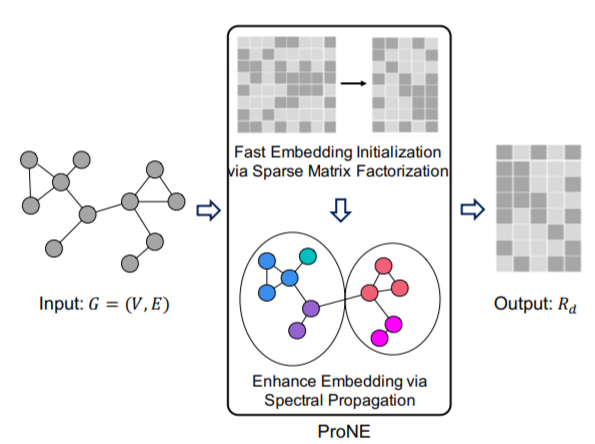 Fast Embedding Initialization
via Sparse Matrix Factorization
Input: G = (V, E)
Output: R_d
Enhance Embedding via
Spectral Propagation
ProNE